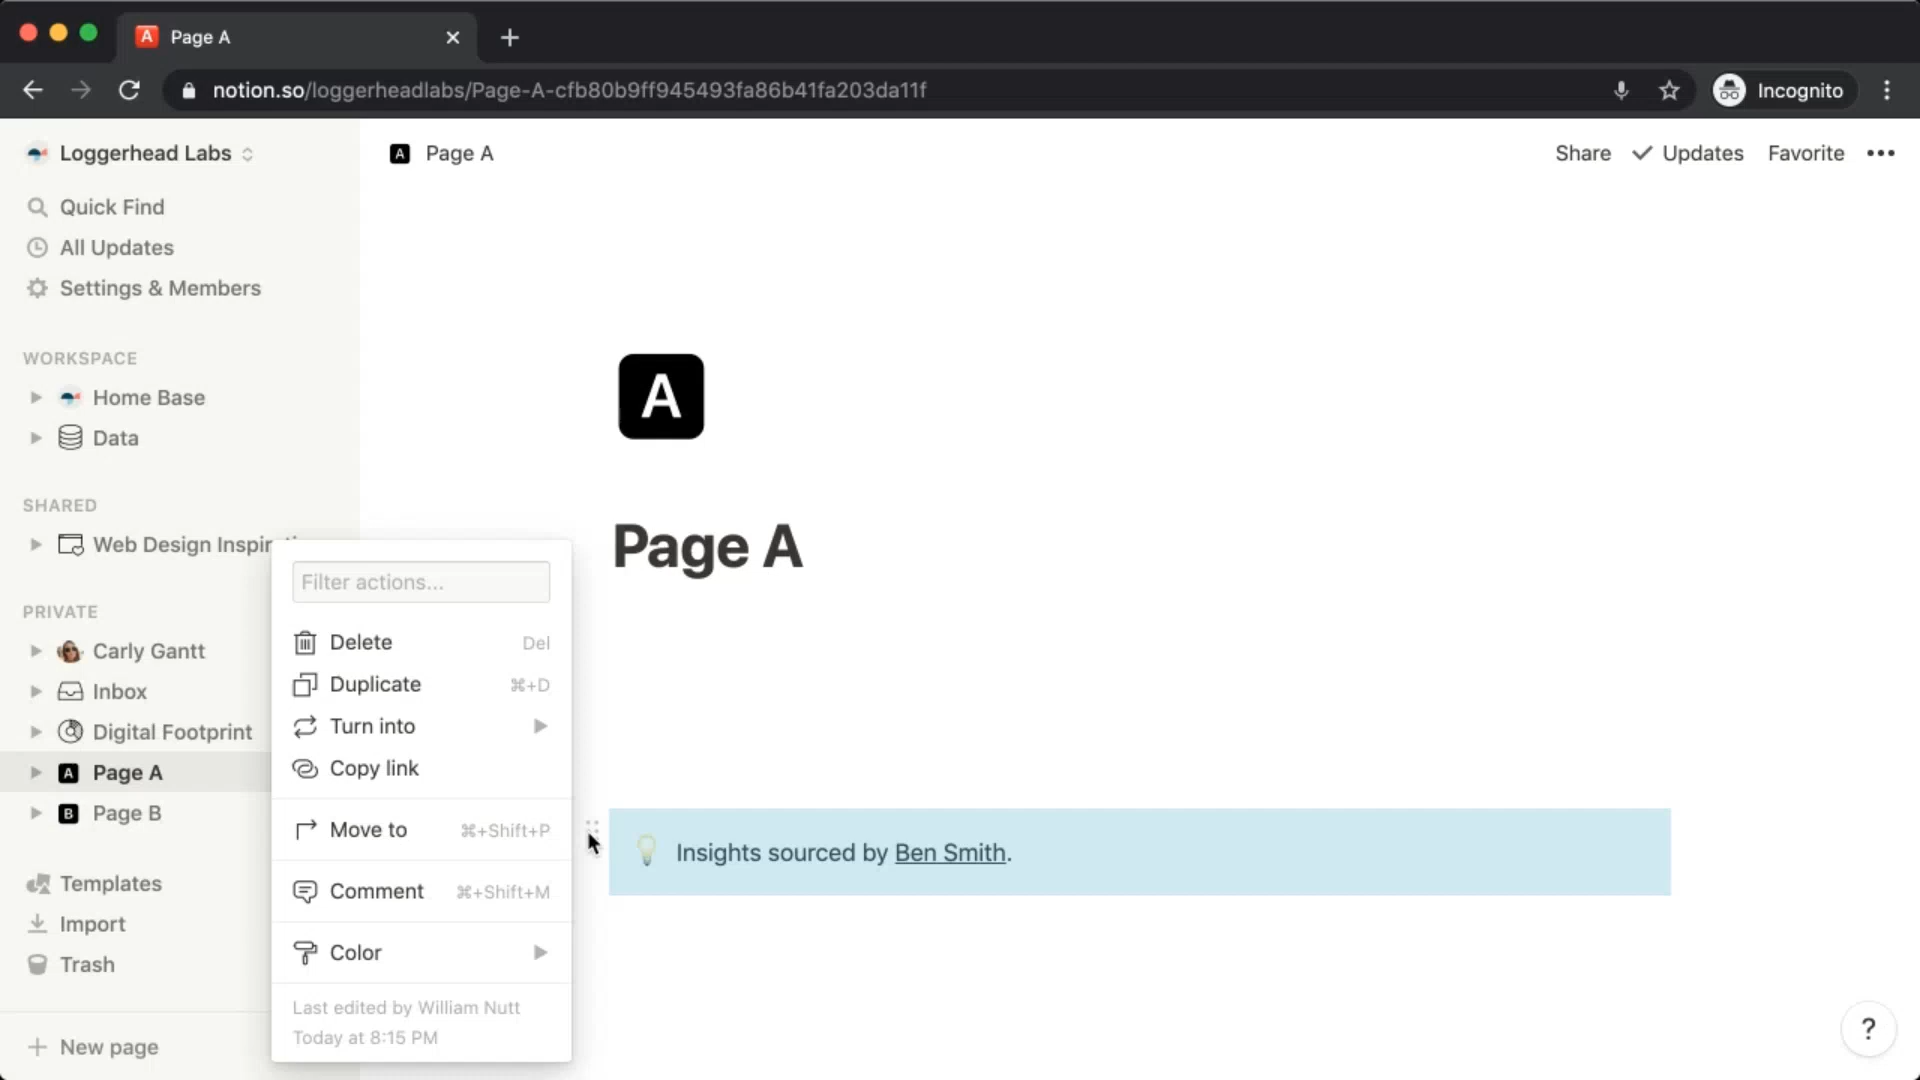 A Page A
notion.so/loggerheadlabs/Page-A-cfb80b9ff945493fa86b41fa203da11f
Incognito
Loggerhead Labs
A Page A
Share
Updates
Favorite
Quick Find
All Updates
Settings & Members
WORKSPACE
Home Base
Data
SHARED
Web Design Inspirati
PRIVATE
Carly Gantt
Inbox
Digital Footprint
A Page A
B Page B
Templates
Import
Trash
New page
Filter actions...
Delete Del
Duplicate ⌘+D
Turn into
Copy link
Move to ⌘+Shift+P
Comment ⌘+Shift+M
Color
Last edited by William Nutt
Today at 8:15 PM
A
Page A
Insights sourced by Ben Smith.
?